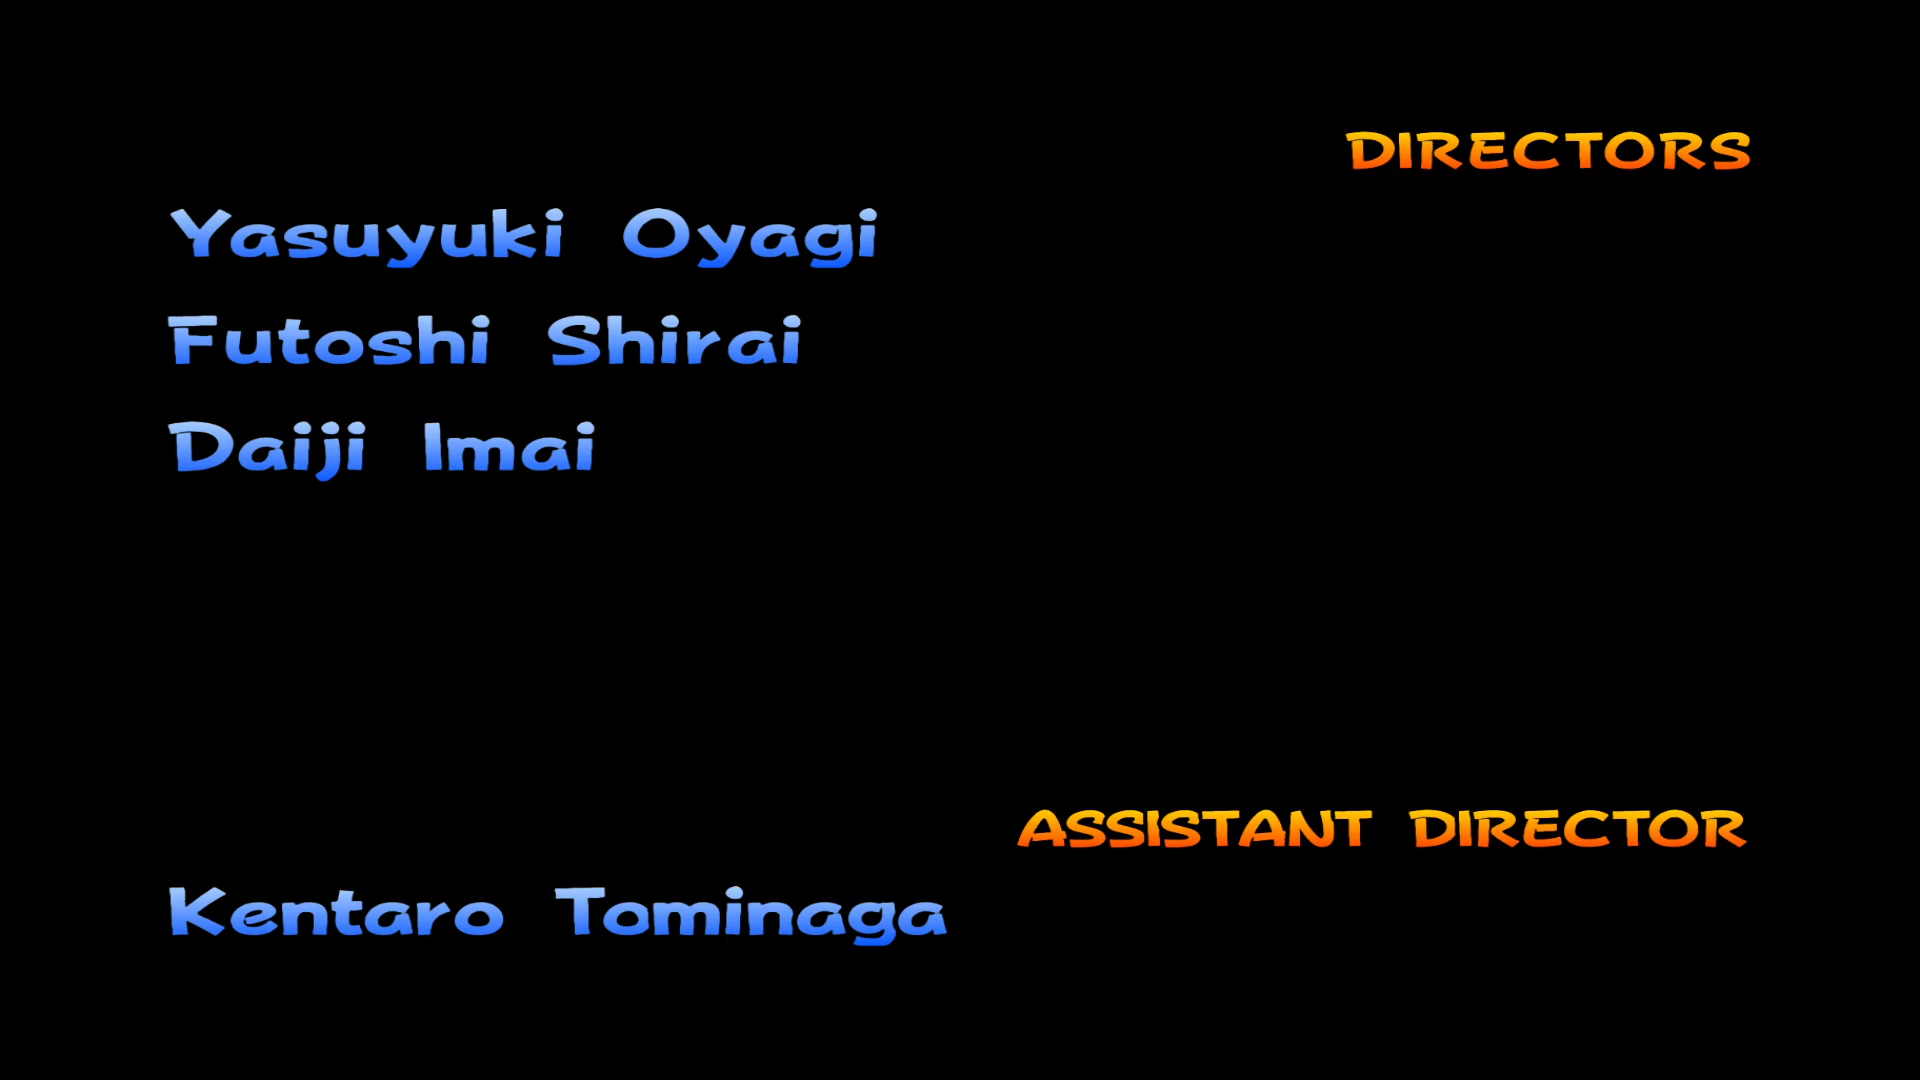 DIRECTORS
Yasuyuki Oyagi
Futoshi Shirai
Daiji Imai
ASSISTANT DIRECTOR
Kentaro Tominaga